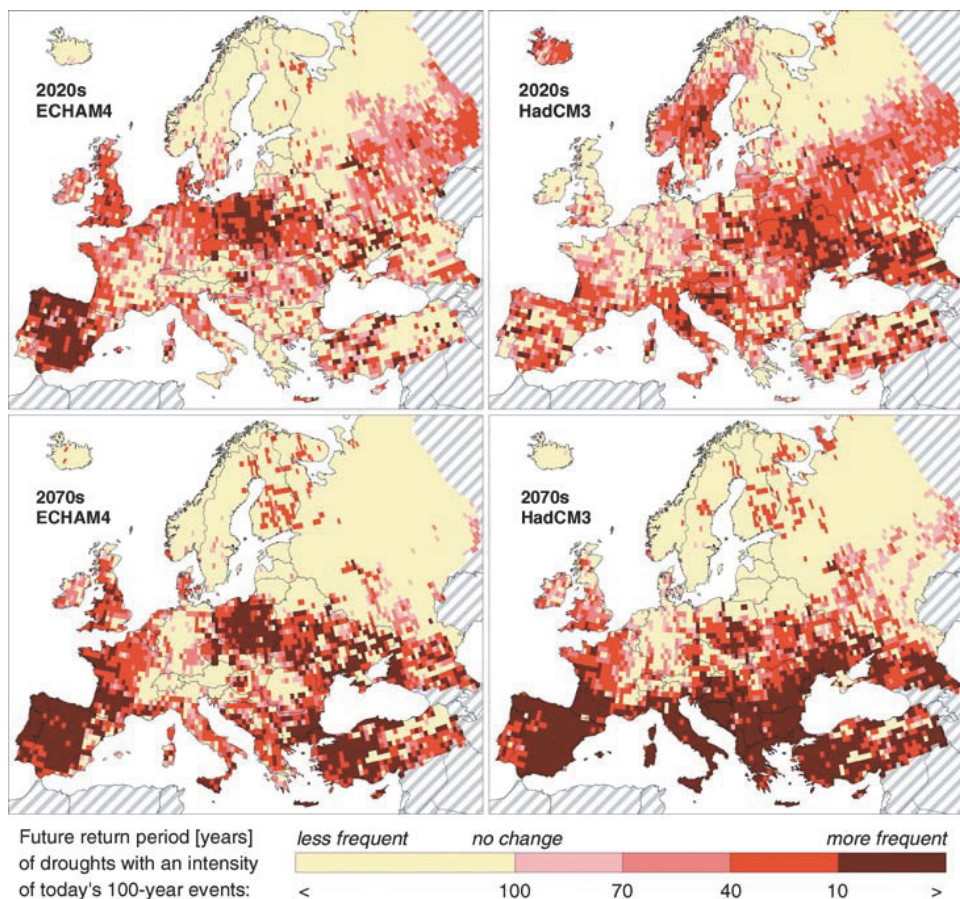 2020s
ECHAM4
2020s
HadCM3
2070s
ECHAM4
2070s
HadCM3
Future return period [years]
of droughts with an intensity
of today's 100-year events:
less frequent no change more frequent
< 100 70 40 10 >